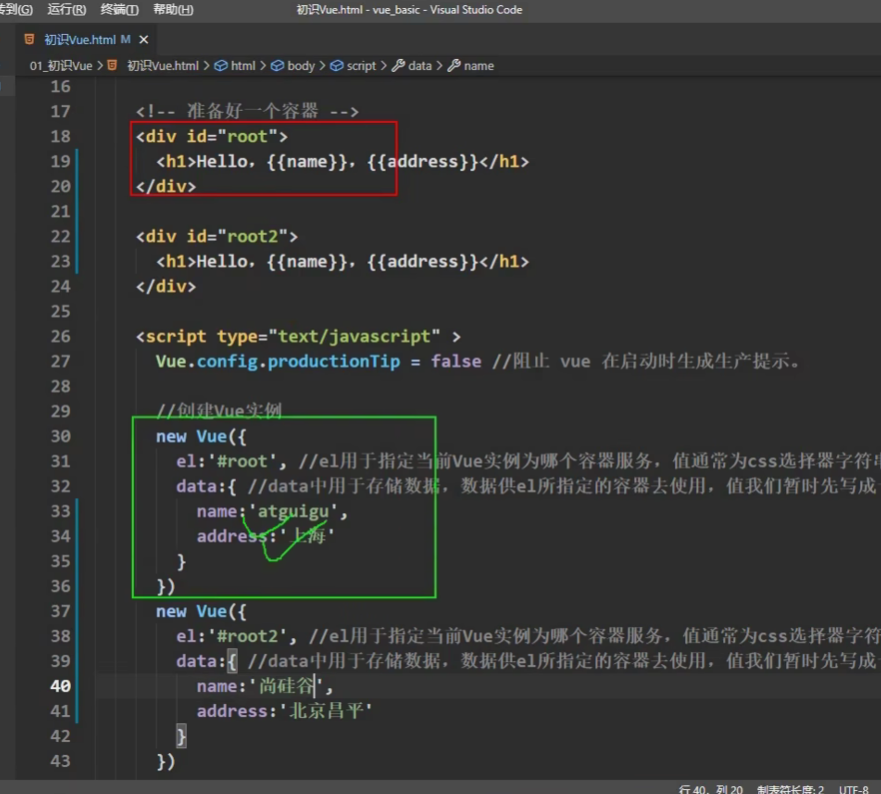 转到(G) 运行(R) 终端(T) 帮助(H) 初识Vue.html - vue_basic - Visual Studio Code
初识Vue.html M ×
01_初识Vue > 初识Vue.html > html > body > script > data > name
16
17 <!-- 准备好一个容器 -->
18 <div id="root">
19 <h1>Hello，{{name}}，{{address}}</h1>
20 </div>
21
22 <div id="root2">
23 <h1>Hello，{{name}}，{{address}}</h1>
24 </div>
25
26 <script type="text/javascript" >
27 Vue.config.productionTip = false //阻止 vue 在启动时生成生产提示。
28
29 //创建Vue实例
30 new Vue({
31 el:'#root', //el用于指定当前Vue实例为哪个容器服务，值通常为css选择器字符串
32 data:{ //data中用于存储数据，数据供el所指定的容器去使用，值我们暂时先写成
33 name:'atguigu',
34 address:'上海'
35 }
36 })
37 new Vue({
38 el:'#root2', //el用于指定当前Vue实例为哪个容器服务，值通常为css选择器字符
39 data:{ //data中用于存储数据，数据供el所指定的容器去使用，值我们暂时先写成
40 name:'尚硅谷',
41 address:'北京昌平'
42 }
43 })
行 40，列 20 制表符长度: 2 UTF-8